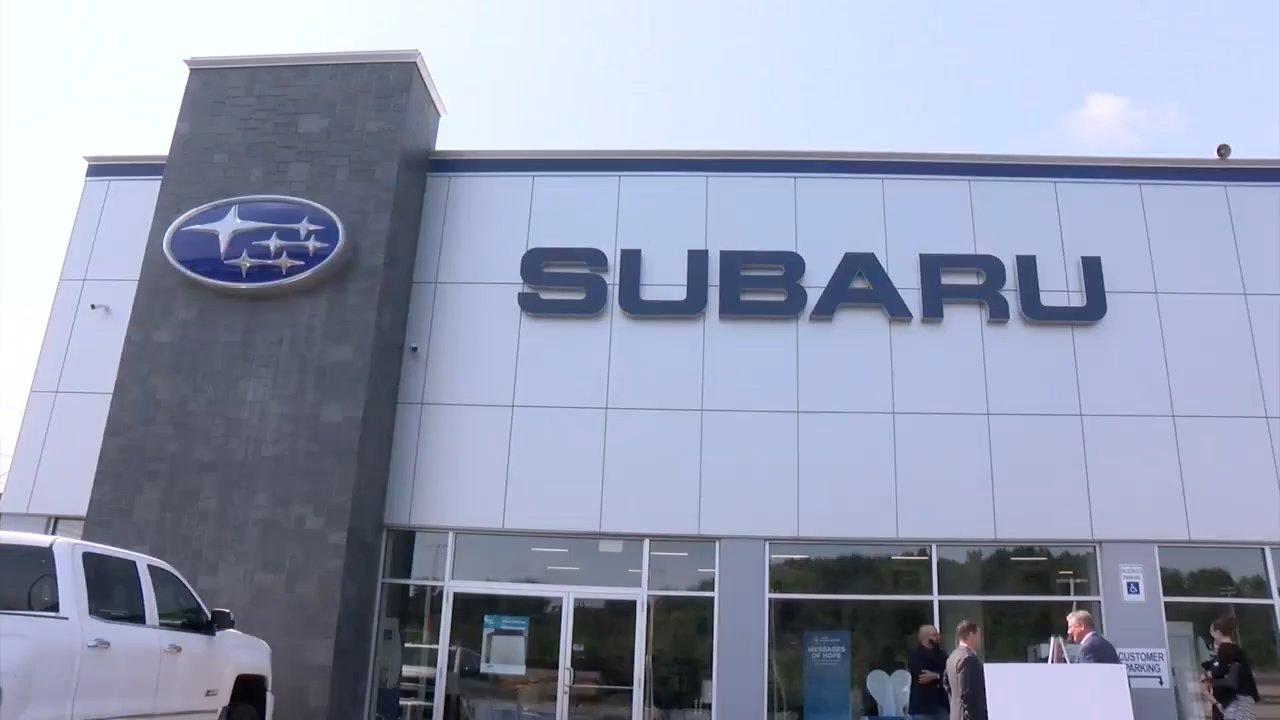 SUBARU
MESSAGES
OF HOPE
CUSTOMER
PARKING